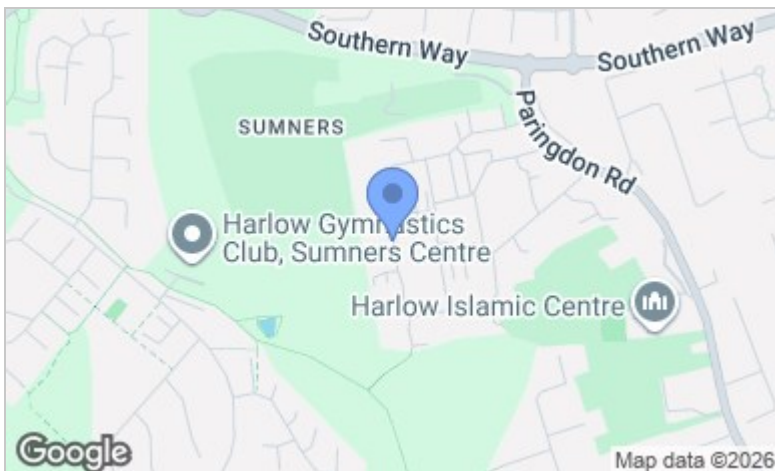 Southern Way
Southern Way
Paringdon Rd
SUMNERS
Harlow Gymnastics
Club, Sumners Centre
Harlow Islamic Centre
Google
Map data ©2026